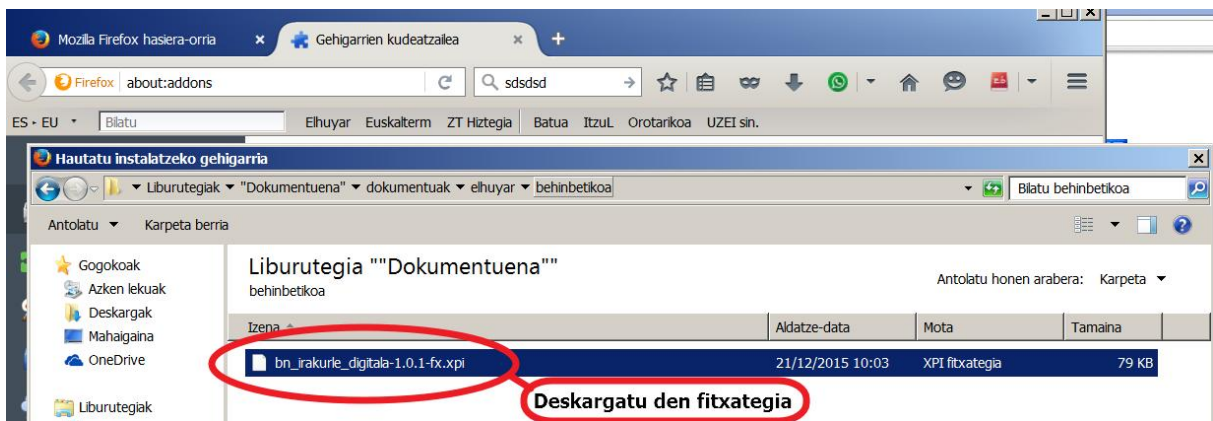 Mozilla Firefox hasiera-orria × Gehigarrien kudeatzailea × +
Firefox about:addons sdsdsd
ES - EU Bilatu Elhuyar Euskalterm ZT Hiztegia Batua ItzuL Orotarikoa UZEI sin.
Hautatu instalatzeko gehigarria
Liburutegiak "Dokumentuena" dokumentuak elhuyar behinbetikoa Bilatu behinbetikoa
Antolatu Karpeta berria
Gogokoak
Azken lekuak
Deskargak
Mahaigaina
OneDrive
Liburutegiak
Liburutegia ""Dokumentuena""
behinbetikoa
Antolatu honen arabera: Karpeta
Izena Aldatze-data Mota Tamaina
bn_irakurle_digitala-1.0.1-fx.xpi 21/12/2015 10:03 XPI fitxategia 79 KB
Deskargatu den fitxategia